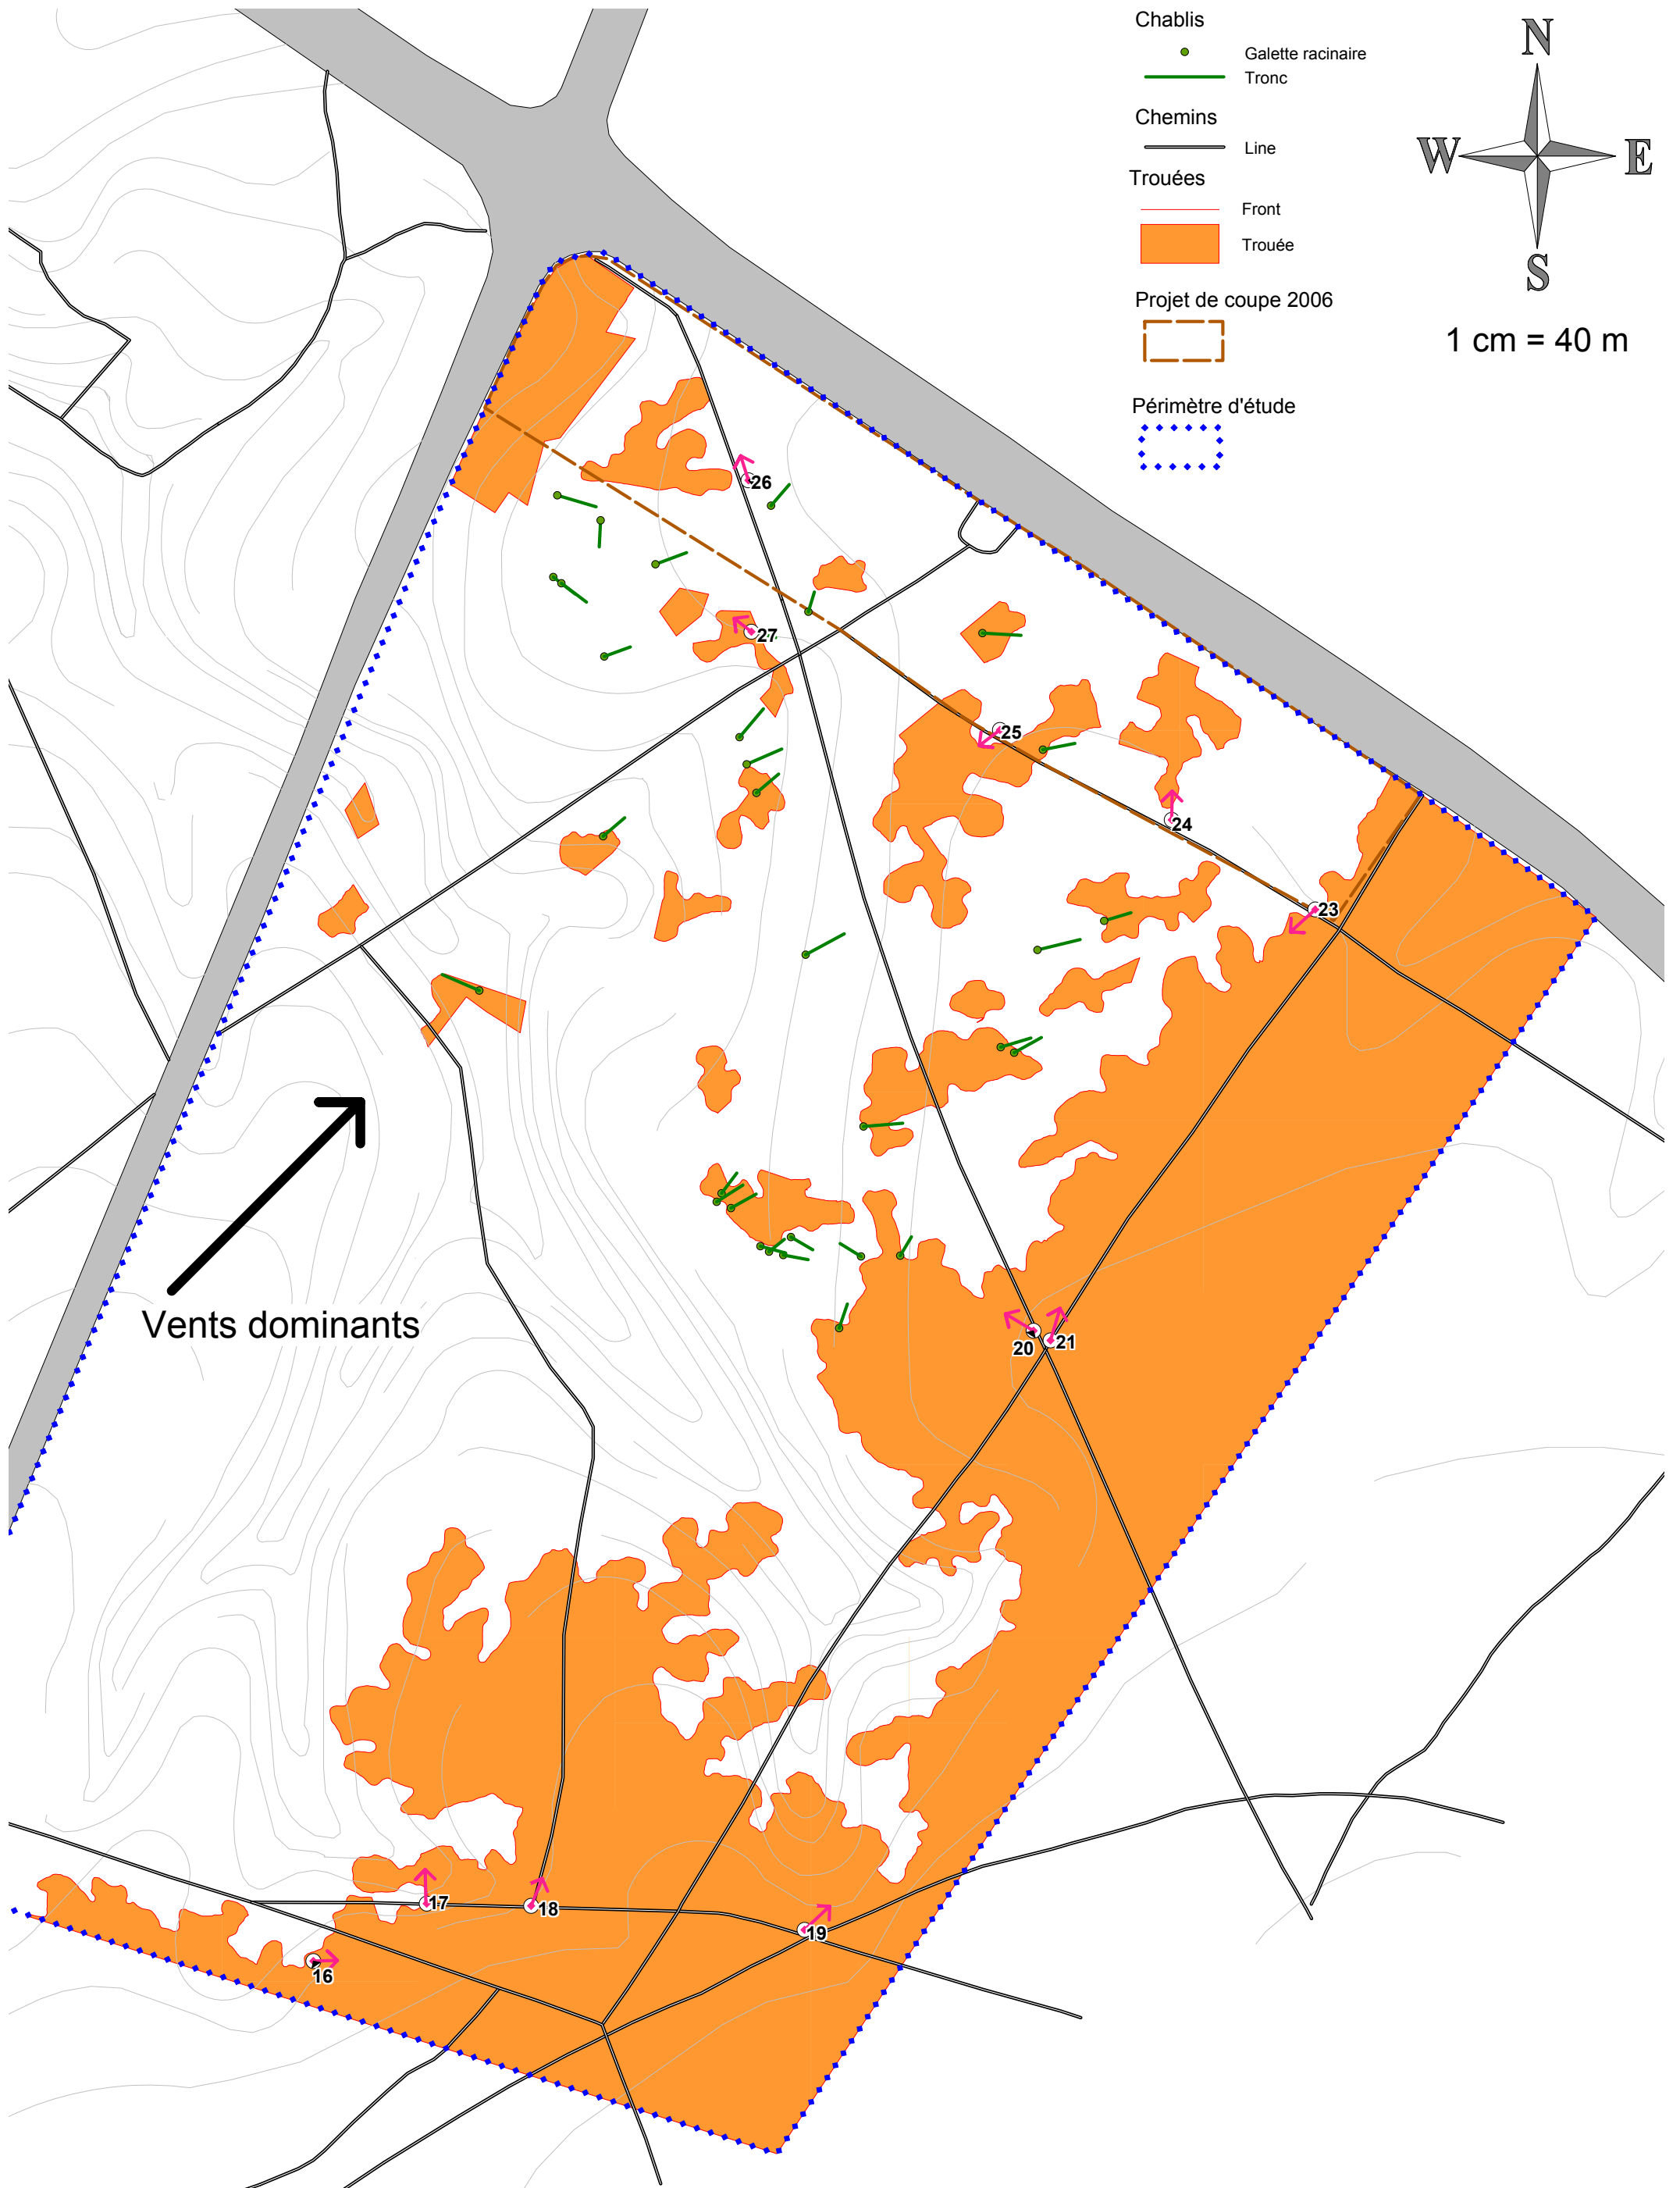 Chablis
Galette racinaire
Tronc
Chemins
Line
Trouées
Front
Trouée
Projet de coupe 2006
Périmètre d'étude
N
W
E
S
1 cm = 40 m
26
27
25
24
23
Vents dominants
20
21
17
18
19
16